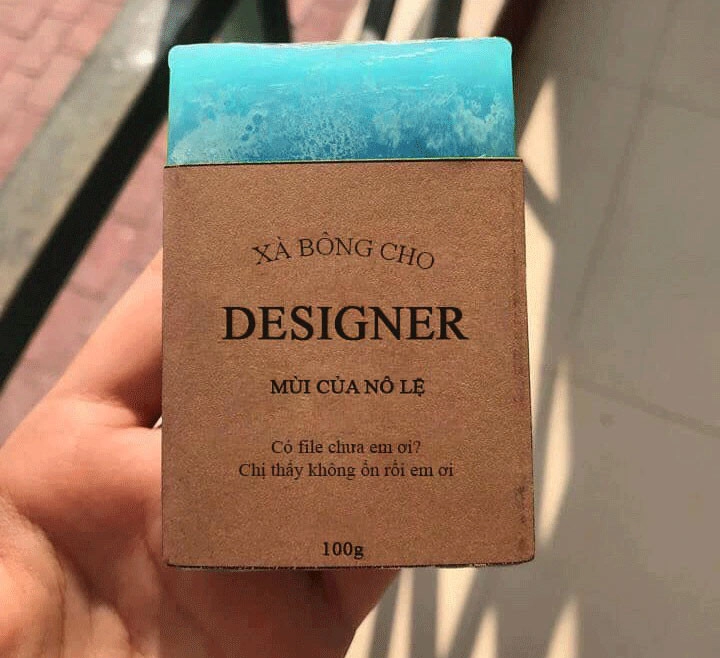 XÀ BÔNG CHO
DESIGNER
MÙI CỦA NÔ LỆ
Có file chưa em ơi?
Chị thấy không ổn rồi em ơi
100g